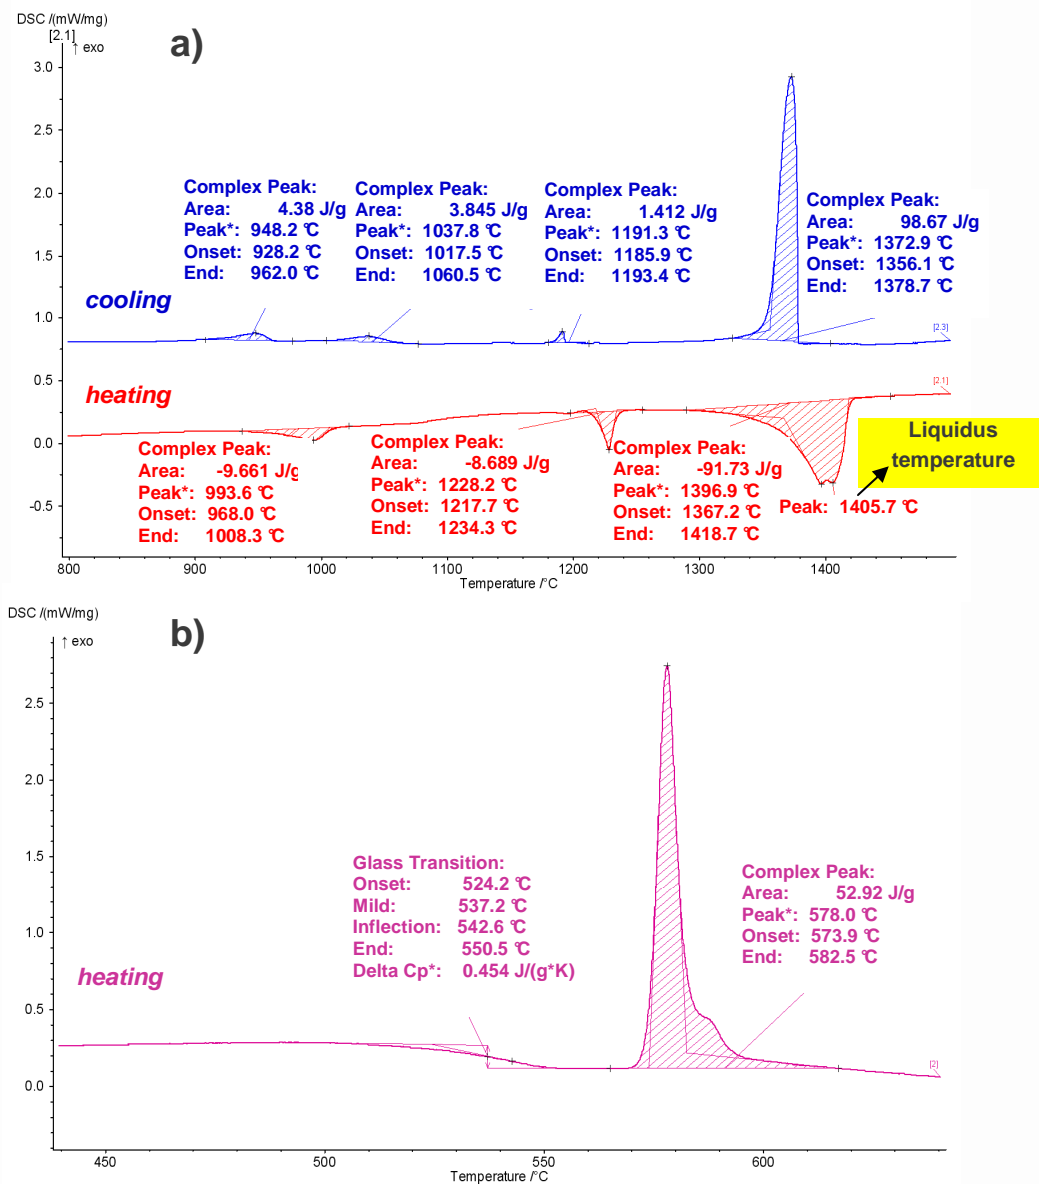 DSC /(mW/mg)
[2.1]
↑ exo
a)
3.0
2.5
2.0
1.5
1.0
0.5
0.0
-0.5
Complex Peak:
Area: 4.38 J/g
Peak*: 948.2 °C
Onset: 928.2 °C
End: 962.0 °C
Complex Peak:
Area: 3.845 J/g
Peak*: 1037.8 °C
Onset: 1017.5 °C
End: 1060.5 °C
Complex Peak:
Area: 1.412 J/g
Peak*: 1191.3 °C
Onset: 1185.9 °C
End: 1193.4 °C
Complex Peak:
Area: 98.67 J/g
Peak*: 1372.9 °C
Onset: 1356.1 °C
End: 1378.7 °C
cooling
[2.3]
heating
[2.1]
Complex Peak:
Area: -9.661 J/g
Peak*: 993.6 °C
Onset: 968.0 °C
End: 1008.3 °C
Complex Peak:
Area: -8.689 J/g
Peak*: 1228.2 °C
Onset: 1217.7 °C
End: 1234.3 °C
Complex Peak:
Area: -91.73 J/g
Peak*: 1396.9 °C
Onset: 1367.2 °C
End: 1418.7 °C
Peak: 1405.7 °C
Liquidus
temperature
800 900 1000 1100 1200 1300 1400
Temperature /°C
DSC /(mW/mg)
↑ exo
b)
2.5
2.0
1.5
1.0
0.5
0.0
Glass Transition:
Onset: 524.2 °C
Mild: 537.2 °C
Inflection: 542.6 °C
End: 550.5 °C
Delta Cp*: 0.454 J/(g*K)
Complex Peak:
Area: 52.92 J/g
Peak*: 578.0 °C
Onset: 573.9 °C
End: 582.5 °C
heating
[2]
450 500 550 600
Temperature /°C